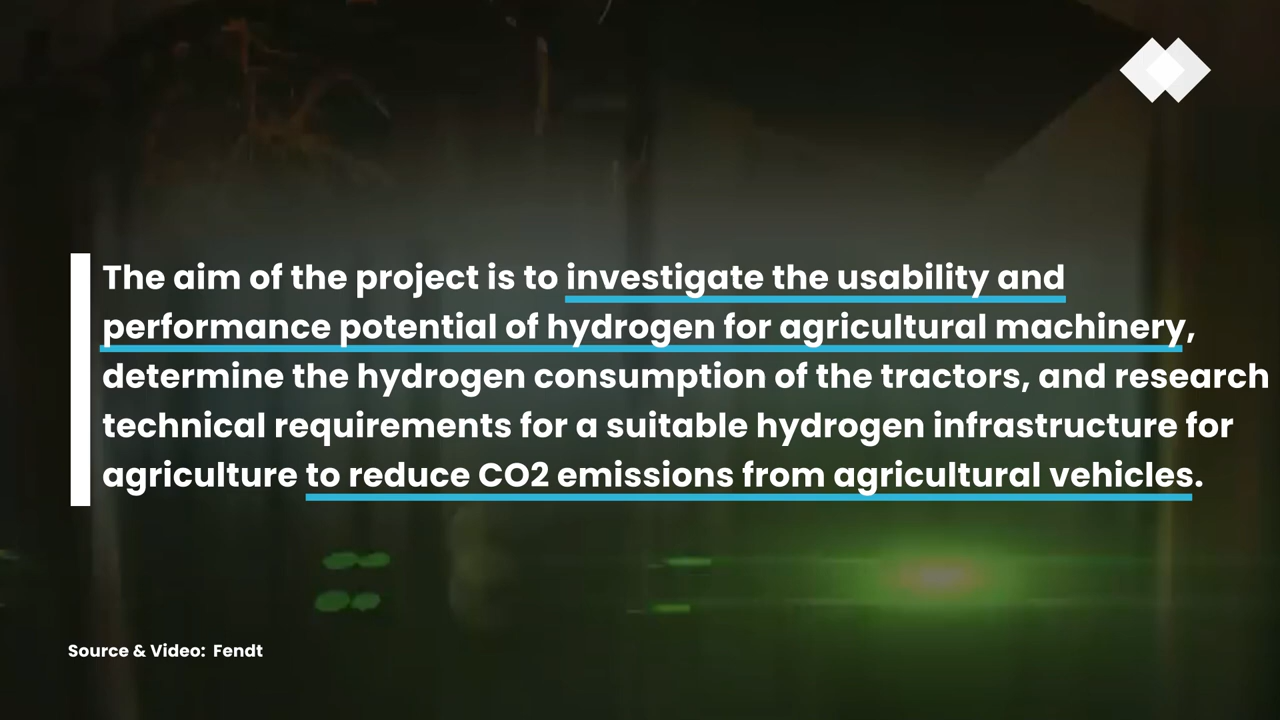 The aim of the project is to investigate the usability and
performance potential of hydrogen for agricultural machinery,
determine the hydrogen consumption of the tractors, and research
technical requirements for a suitable hydrogen infrastructure for
agriculture to reduce CO2 emissions from agricultural vehicles.
Source & Video: Fendt